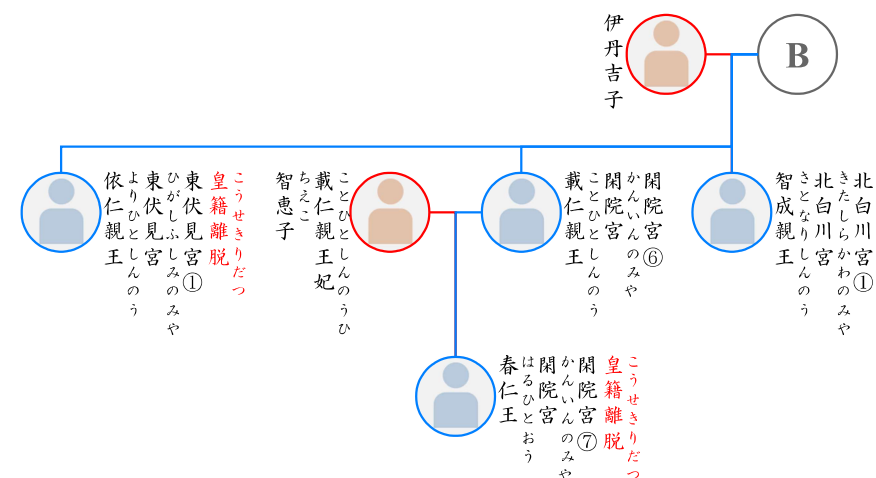 伊丹吉子
B
北白川宮①
きたしらかわのみや
北白川宮
さとなりしんのう
智成親王
閑院宮⑥
かんいんのみや
閑院宮
ことひとしんのう
載仁親王
ことひとしんのうひ
載仁親王妃
ちえこ
智恵子
こうせきりだつ
皇籍離脱
東伏見宮①
ひがしふしみのみや
東伏見宮
よりひとしんのう
依仁親王
こうせきりだつ
皇籍離脱
閑院宮⑦
かんいんのみや
閑院宮
はるひとおう
春仁王